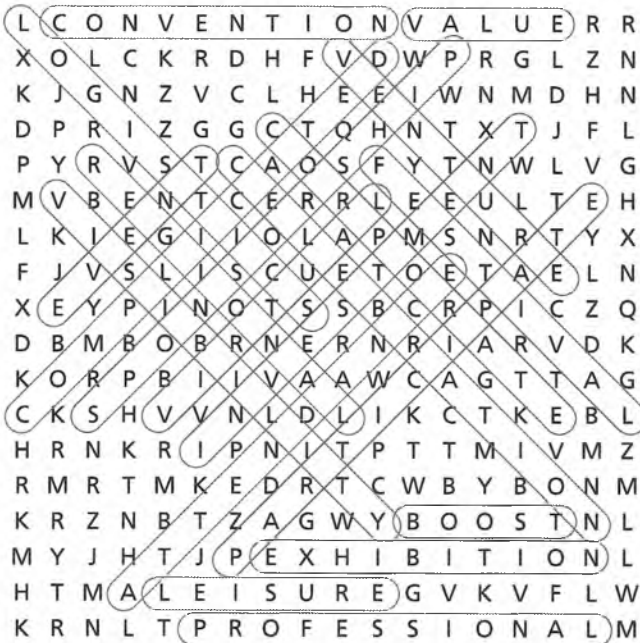 L C O N V E N T I O N V A L U E R R
X O L C K R D H F V D W P R G L Z N
K J G N Z V C L H E E I W N M D H N
D P R I Z G G C T Q H N T X T J F L
P Y R V S T C A O S F Y T N W L V G
M V B E N T C E R R L E E U L T E H
L K I E G I I O L A P M S N R T Y X
F J V S L I S C U E T O E T A E L N
X E Y P I N O T S S B C R P I C Z Q
D B M B O B R N E R N R I A R V D K
K O R P B I I V A A W C A G T T A G
C K S H V V N L D L I K C T K E B L
H R N K R I P N I T P T T M I V M Z
R M R T M K E D R T C W B Y B O N M
K R Z N B T Z A G W Y B O O S T N L
M Y J H T J P E X H I B I T I O N L
H T M A L E I S U R E G V K V F L W
K R N L T P R O F E S S I O N A L M